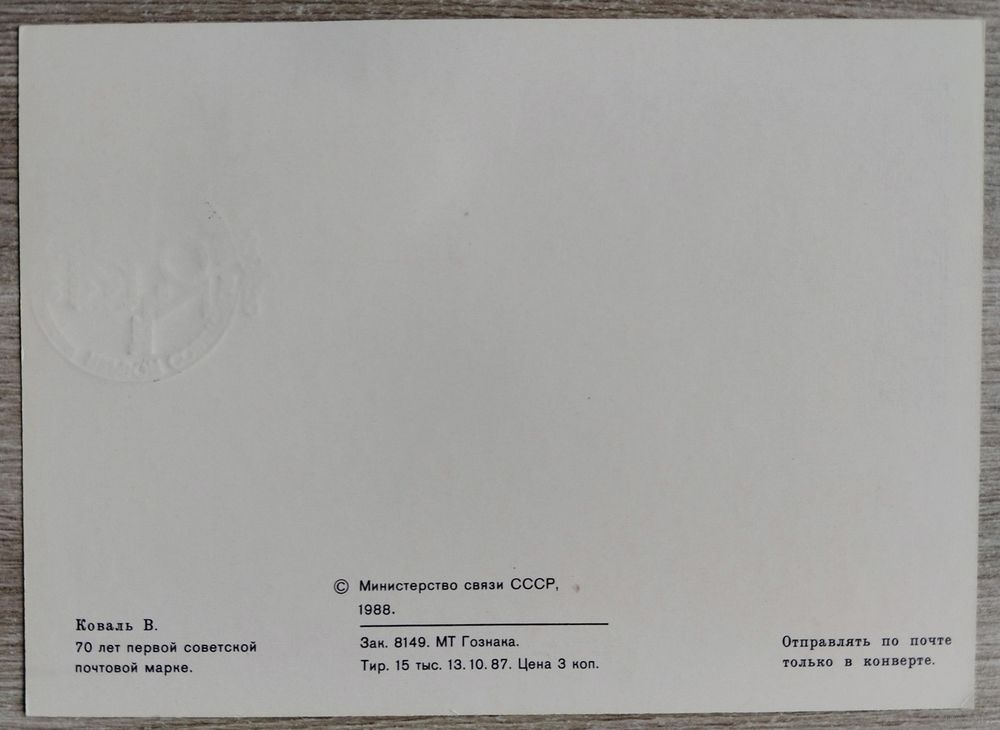 © Министерство связи СССР,
1988.
Коваль В.
70 лет первой советской
почтовой марке.
Зак. 8149. МТ Гознака.
Тир. 15 тыс. 13.10.87. Цена 3 коп.
Отправлять по почте
только в конверте.